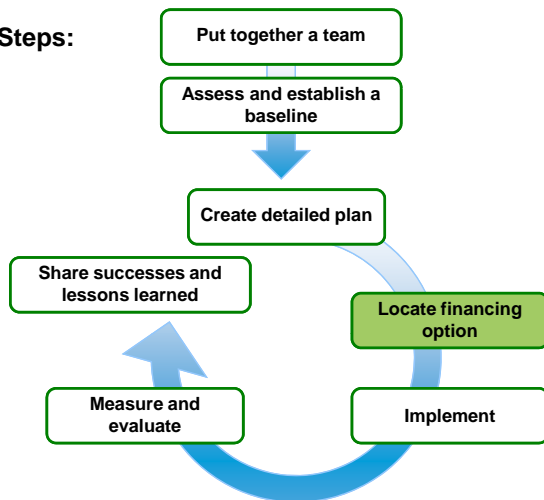 Steps:
Put together a team
Assess and establish a
baseline
Create detailed plan
Locate financing
option
Implement
Measure and
evaluate
Share successes and
lessons learned